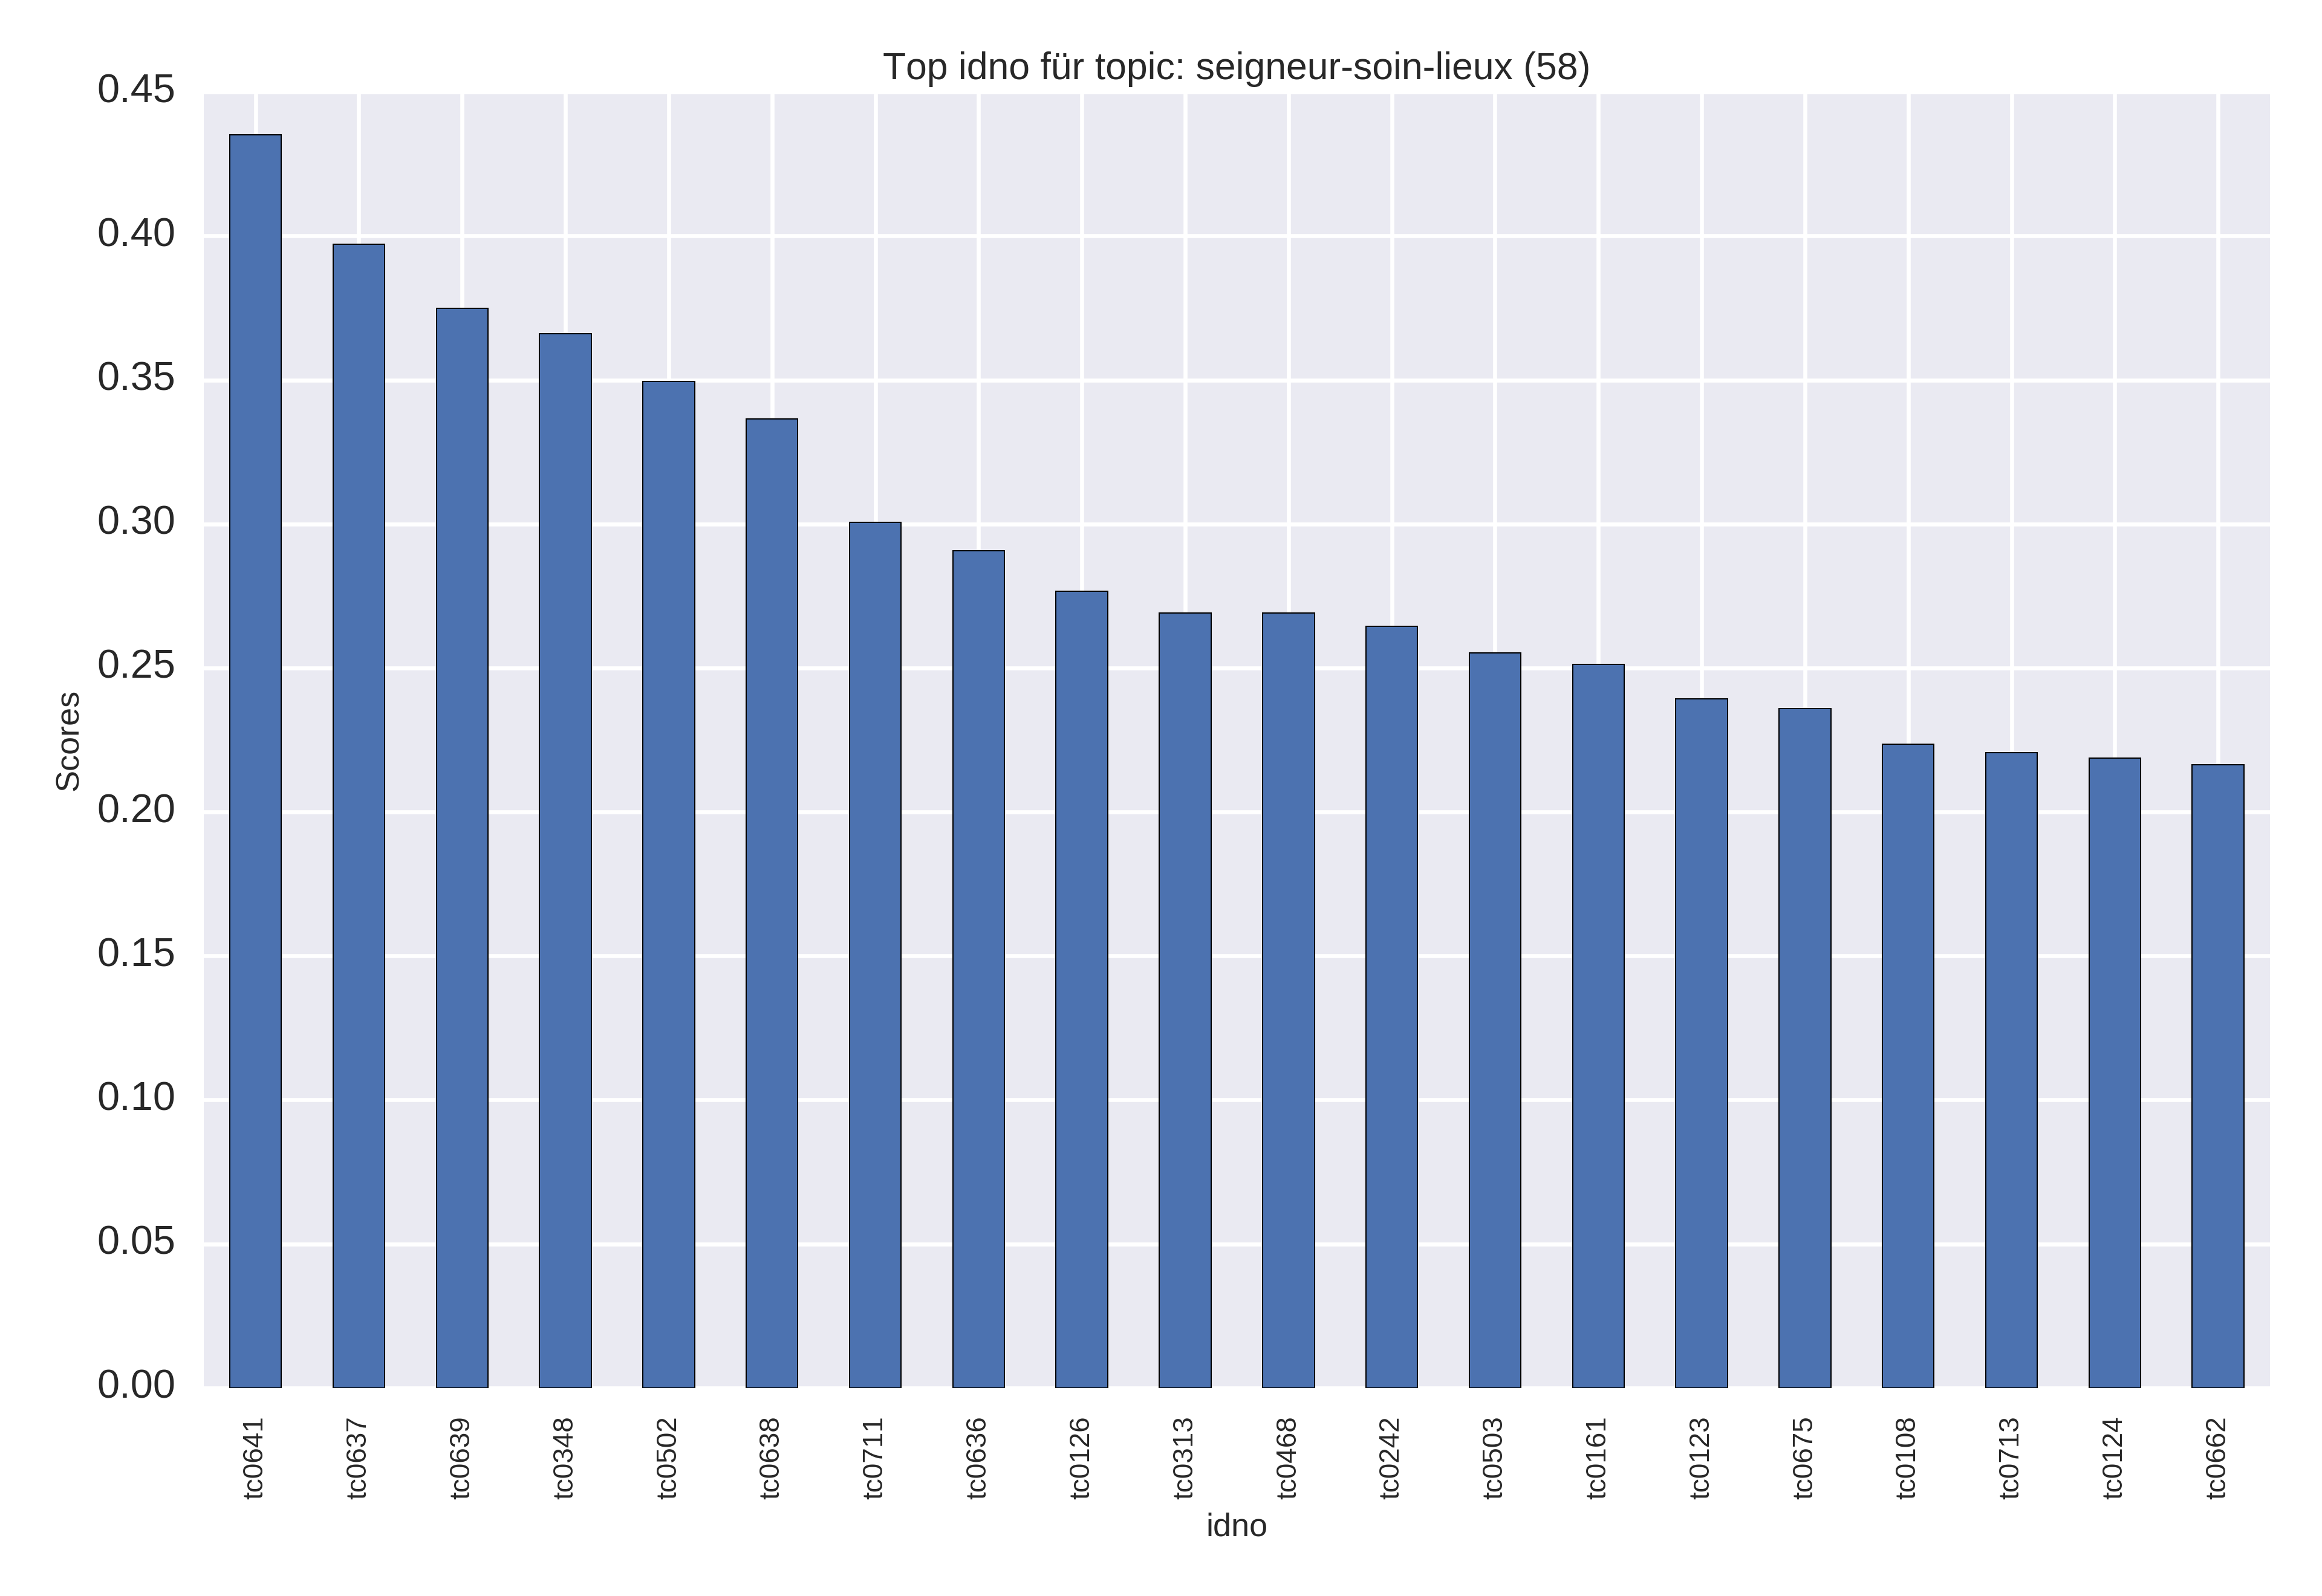 Top idno für topic: seigneur-soin-lieux (58)
0.45
0.40
0.35
0.30
0.25
0.20
0.15
0.10
0.05
0.00
Scores
tc0641
tc0637
tc0639
tc0348
tc0502
tc0638
tc0711
tc0636
tc0126
tc0313
tc0468
tc0242
tc0503
tc0161
tc0123
tc0675
tc0108
tc0713
tc0124
tc0662
idno